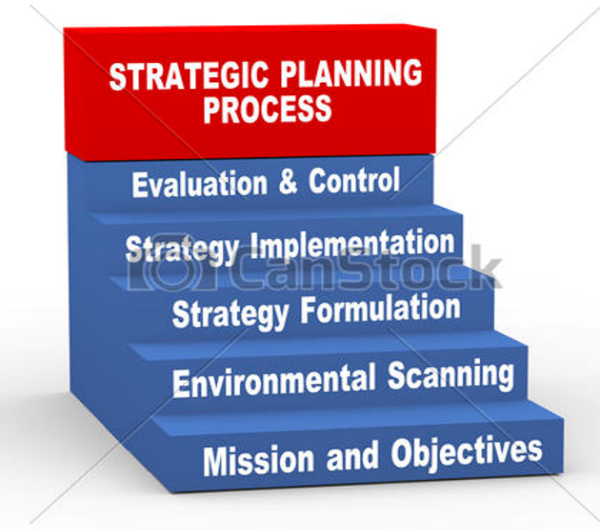 STRATEGIC PLANNING
PROCESS
Evaluation & Control
Strategy Implementation
CanStock
Strategy Formulation
Environmental Scanning
Mission and Objectives